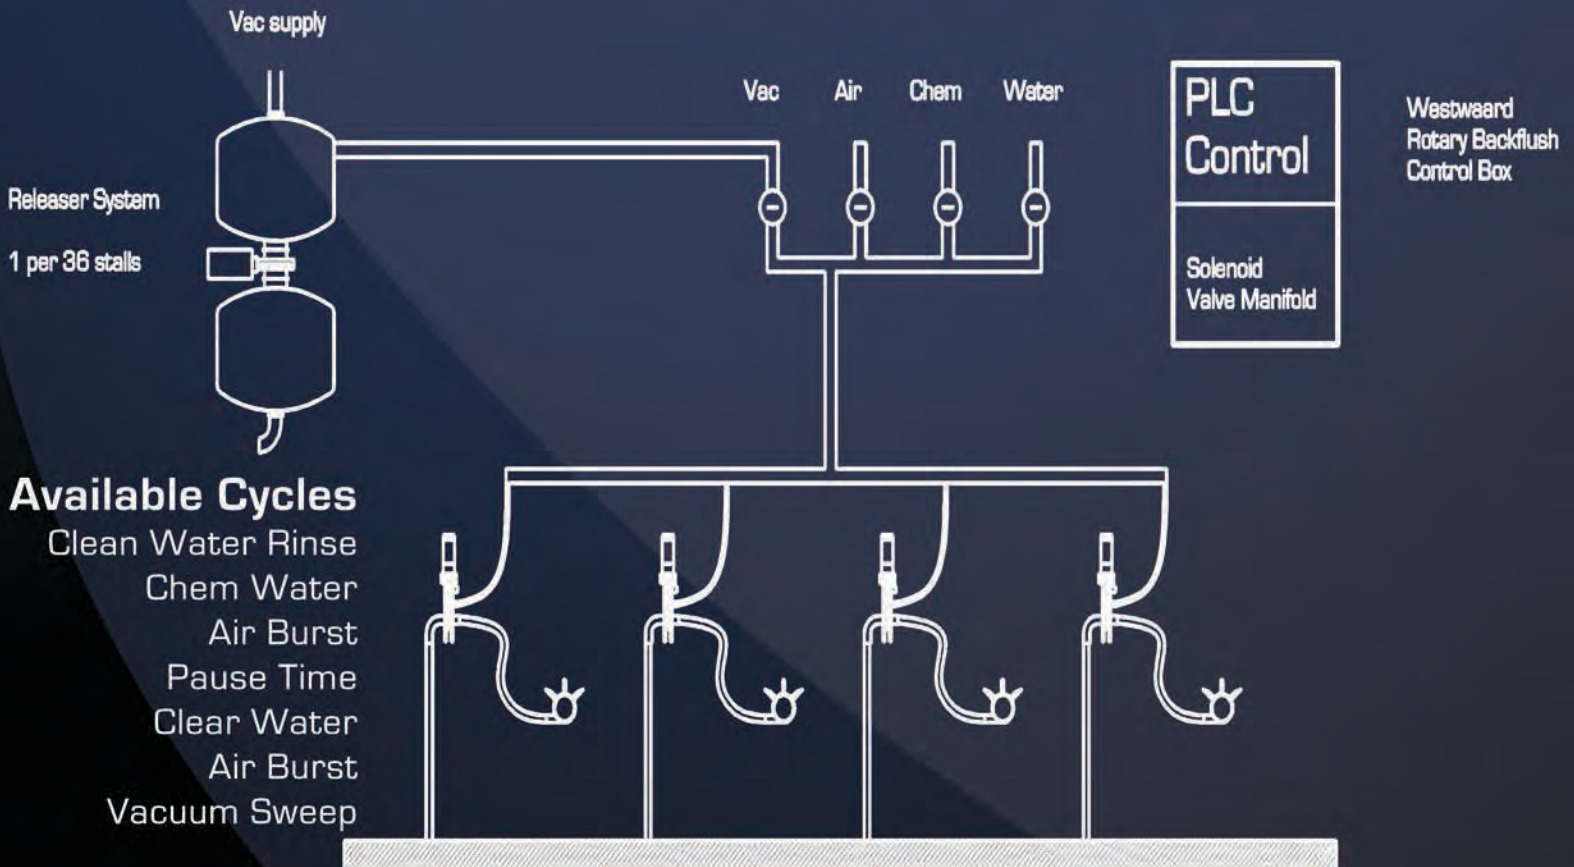 Vac supply
Vac
Air
Chem
Water
PLC
Control
Westwaard
Rotary Backflush
Control Box
Releaser System
1 per 36 stalls
Solenoid
Valve Manifold
Available Cycles
Clean Water Rinse
Chem Water
Air Burst
Pause Time
Clear Water
Air Burst
Vacuum Sweep